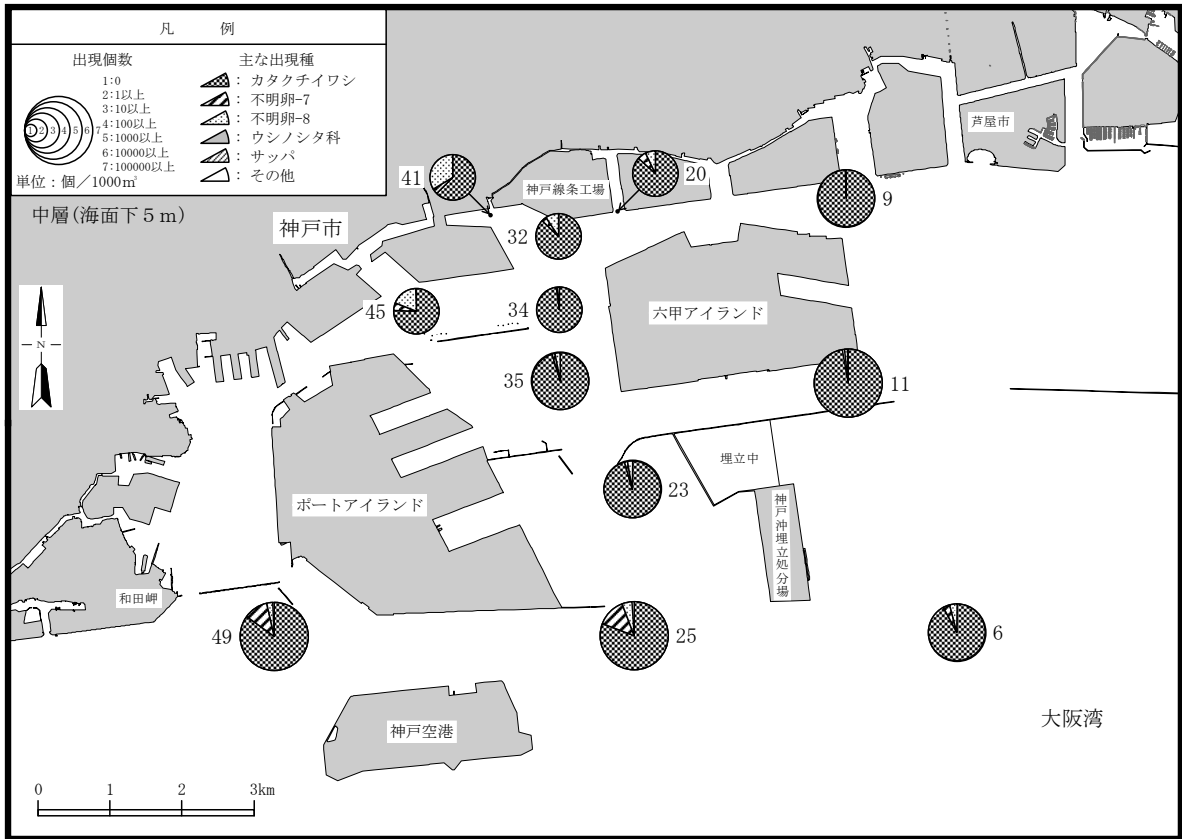 凡 例
出現個数
1:0
2:1以上
3:10以上
4:100以上
5:1000以上
6:10000以上
7:100000以上
1 2 3 4 5 6 7
単位：個／1000㎥
主な出現種
：カタクチイワシ
：不明卵-7
：不明卵-8
：ウシノシタ科
：サッパ
：その他
中層(海面下５ｍ)
芦屋市
41
神戸線条工場
20
9
神戸市
32
45
34
六甲アイランド
N
35
11
埋立中
23
ポートアイランド
神戸沖埋立処分場
和田岬
49
25
6
大阪湾
神戸空港
0 1 2 3km